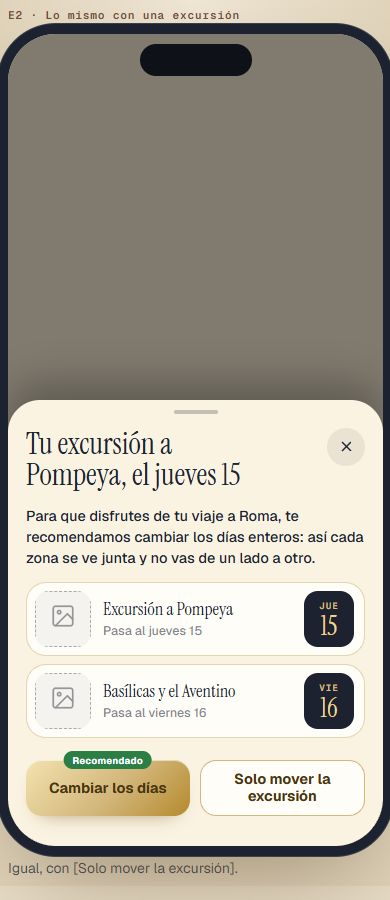 E2 · Lo mismo con una excursión
Tu excursión a
Pompeya, el jueves 15
Para que disfrutes de tu viaje a Roma, te
recomendamos cambiar los días enteros: así cada
zona se ve junta y no vas de un lado a otro.
Excursión a Pompeya
Pasa al jueves 15
JUE
15
Basílicas y el Aventino
Pasa al viernes 16
VIE
16
Recomendado
Cambiar los días
Solo mover la
excursión
Igual, con [Solo mover la excursión].